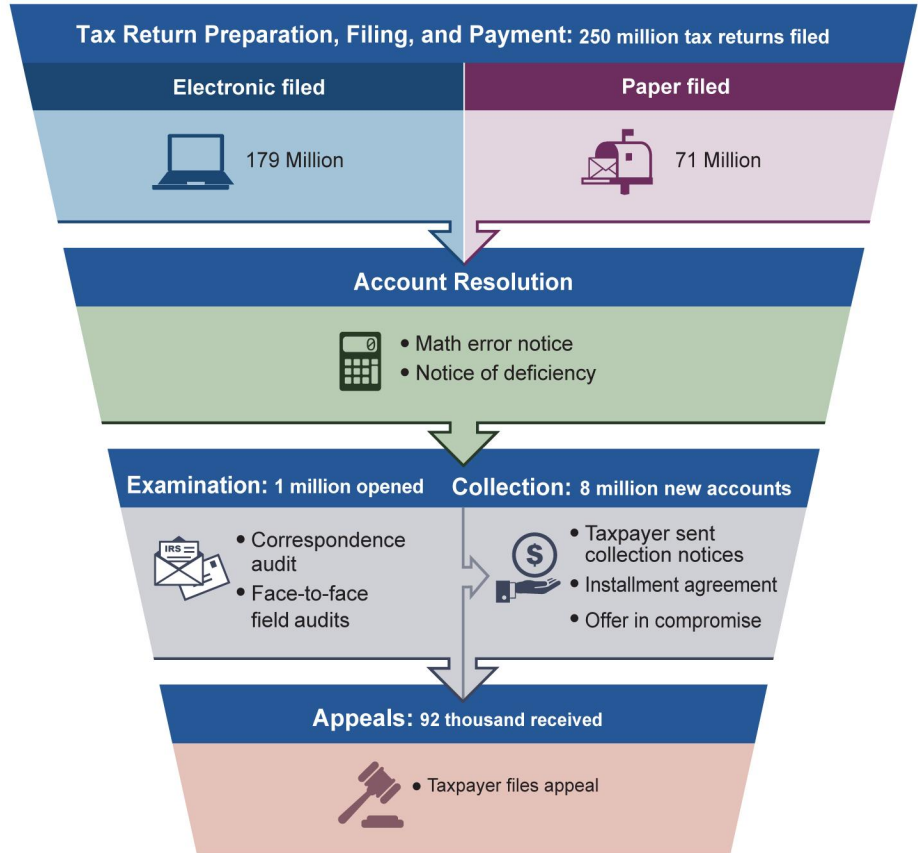 Tax Return Preparation, Filing, and Payment: 250 million tax returns filed
Electronic filed
Paper filed
179 Million
71 Million
Account Resolution
0
• Math error notice
• Notice of deficiency
Examination: 1 million opened
Collection: 8 million new accounts
IRS
• Correspondence
audit
• Face-to-face
field audits
$
• Taxpayer sent
collection notices
• Installment agreement
• Offer in compromise
Appeals: 92 thousand received
• Taxpayer files appeal